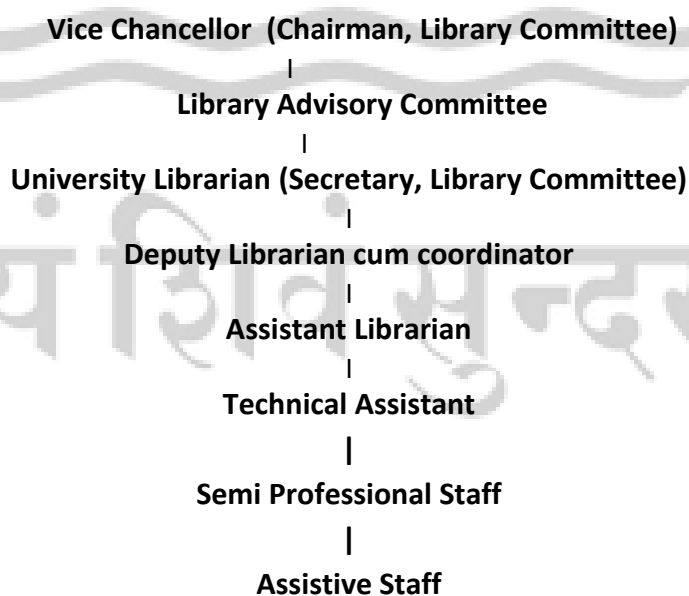 Vice Chancellor (Chairman, Library Committee)
|
Library Advisory Committee
|
University Librarian (Secretary, Library Committee)
|
Deputy Librarian cum coordinator
|
Assistant Librarian
|
Technical Assistant
|
Semi Professional Staff
|
Assistive Staff